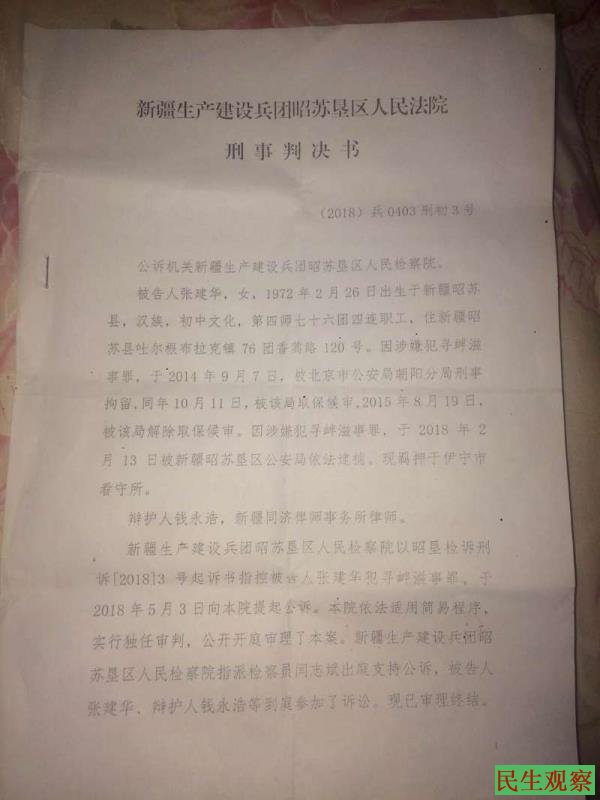 新疆生产建设兵团昭苏垦区人民法院
刑事判决书
（2018）兵0403刑初3号
公诉机关新疆生产建设兵团昭苏垦区人民检察院。
被告人张建华，女，1972年2月26日出生于新疆昭苏
县，汉族，初中文化，第四师七十六团四连职工，住新疆昭
苏县吐尔根布拉克镇76团香菊路120号。因涉嫌犯寻衅滋
事罪，于2014年9月7日，被北京市公安局朝阳分局刑事
拘留，同年10月11日，被该局取保候审，2015年8月19日，
被该局解除取保候审。因涉嫌犯寻衅滋事罪，于2018年2
月13日被新疆昭苏垦区公安局依法逮捕。现羁押于伊宁市
看守所。
辩护人钱永浩，新疆同济律师事务所律师。
新疆生产建设兵团昭苏垦区人民检察院以昭垦检诉刑
诉[2018]3号起诉书指控被告人张建华犯寻衅滋事罪，于
2018年5月3日向本院提起公诉。本院依法适用简易程序，
实行独任审判，公开开庭审理了本案。新疆生产建设兵团昭
苏垦区人民检察院指派检察员闫志斌出庭支持公诉，被告人
张建华、辩护人钱永浩等到庭参加了诉讼。现已审理终结。
1
民生观察